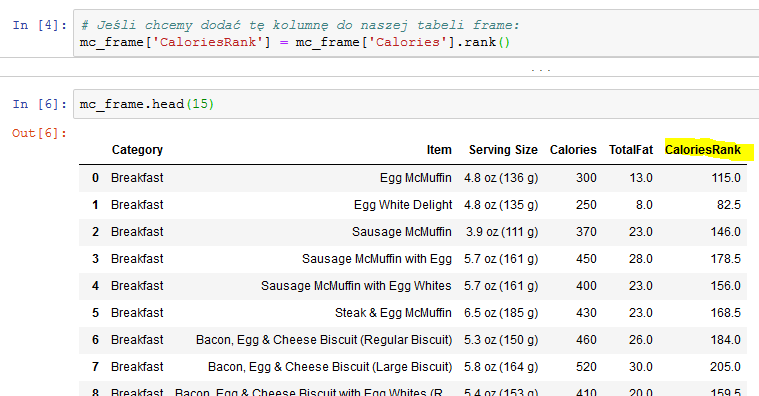 In [4]: # Jeśli chcemy dodać tę kolumnę do naszej tabeli frame:
mc_frame['CaloriesRank'] = mc_frame['Calories'].rank()
...
In [6]: mc_frame.head(15)
Out[6]:
Category Item Serving Size Calories TotalFat CaloriesRank
0 Breakfast Egg McMuffin 4.8 oz (136 g) 300 13.0 115.0
1 Breakfast Egg White Delight 4.8 oz (135 g) 250 8.0 82.5
2 Breakfast Sausage McMuffin 3.9 oz (111 g) 370 23.0 146.0
3 Breakfast Sausage McMuffin with Egg 5.7 oz (161 g) 450 28.0 178.5
4 Breakfast Sausage McMuffin with Egg Whites 5.7 oz (161 g) 400 23.0 156.0
5 Breakfast Steak & Egg McMuffin 6.5 oz (185 g) 430 23.0 168.5
6 Breakfast Bacon, Egg & Cheese Biscuit (Regular Biscuit) 5.3 oz (150 g) 460 26.0 184.0
7 Breakfast Bacon, Egg & Cheese Biscuit (Large Biscuit) 5.8 oz (164 g) 520 30.0 205.0
8 Breakfast Bacon, Egg & Cheese Biscuit with Egg Whites (R... 5.4 oz (153 g) 410 20.0 159.5